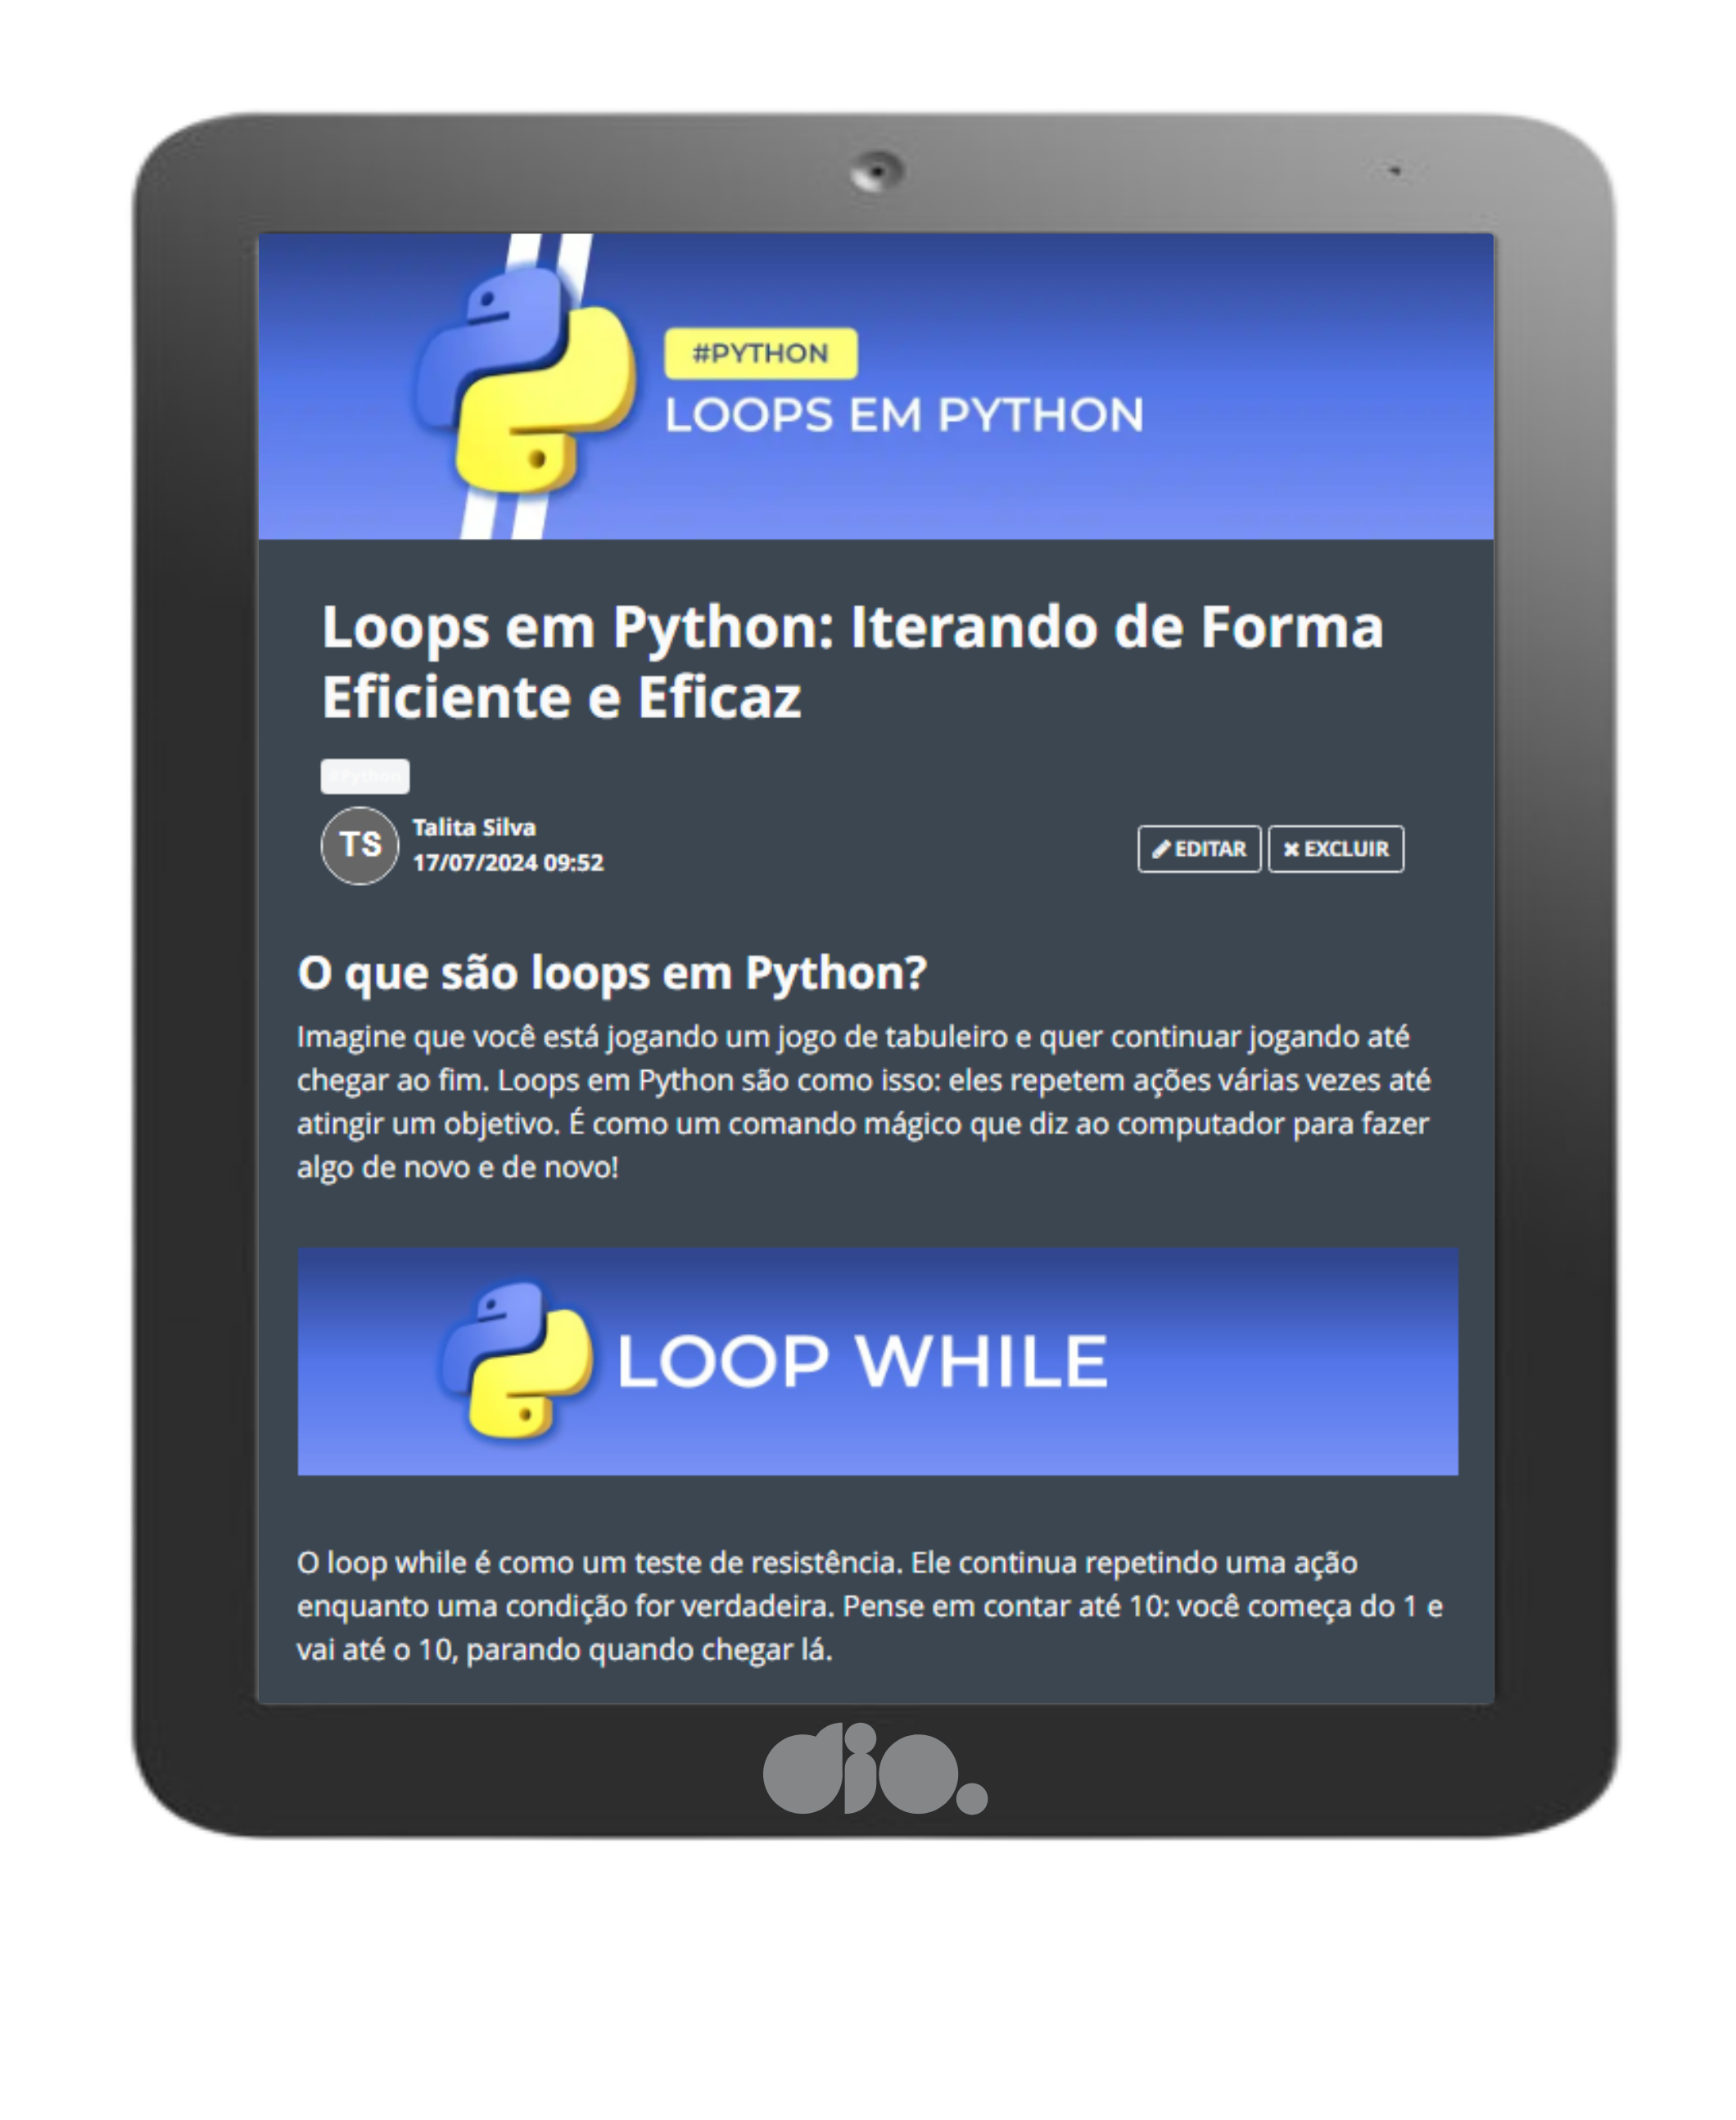 #PYTHON
LOOPS EM PYTHON
Loops em Python: Iterando de Forma
Eficiente e Eficaz
#Python
TS
Talita Silva
17/07/2024 09:52
EDITAR
EXCLUIR
O que são loops em Python?
Imagine que você está jogando um jogo de tabuleiro e quer continuar jogando até
chegar ao fim. Loops em Python são como isso: eles repetem ações várias vezes até
atingir um objetivo. É como um comando mágico que diz ao computador para fazer
algo de novo e de novo!
LOOP WHILE
O loop while é como um teste de resistência. Ele continua repetindo uma ação
enquanto uma condição for verdadeira. Pense em contar até 10: você começa do 1 e
vai até o 10, parando quando chegar lá.
dio.